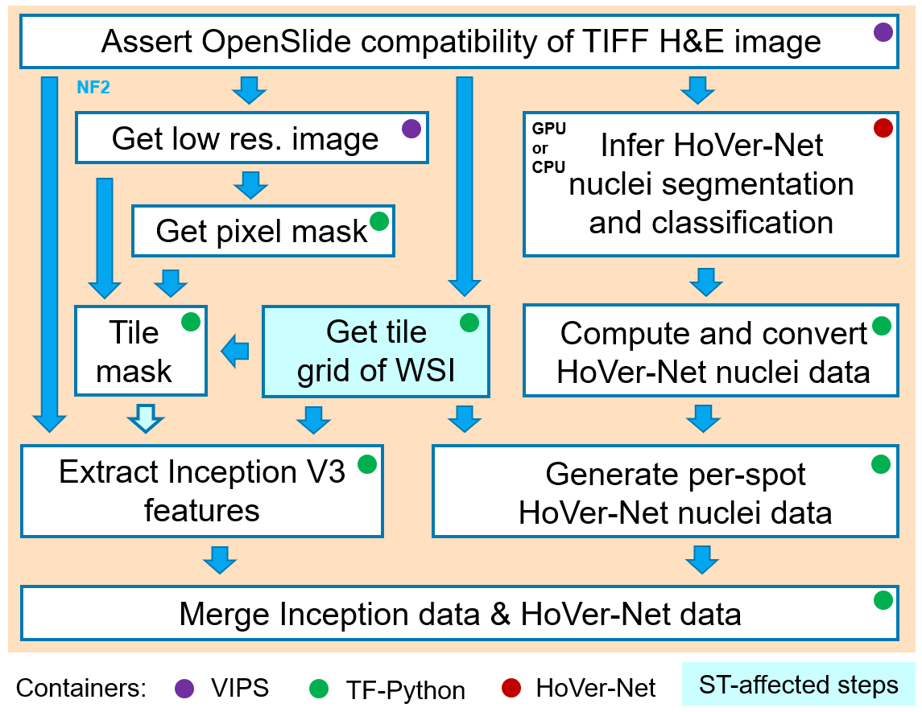 Assert OpenSlide compatibility of TIFF H&E image
NF2
Get low res. image
GPU
or
CPU
Infer HoVer-Net
nuclei segmentation
and classification
Get pixel mask
Tile
mask
Get tile
grid of WSI
Compute and convert
HoVer-Net nuclei data
Extract Inception V3
features
Generate per-spot
HoVer-Net nuclei data
Merge Inception data & HoVer-Net data
Containers: VIPS TF-Python HoVer-Net ST-affected steps